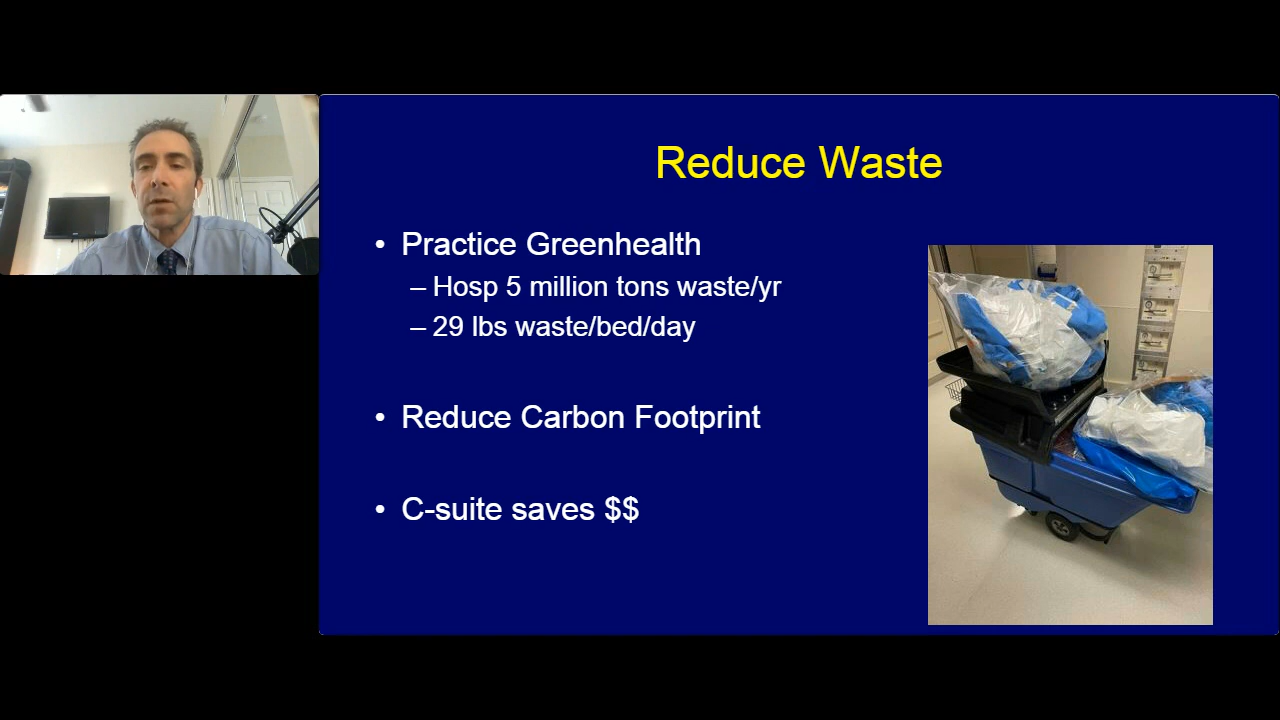 Reduce Waste
• Practice Greenhealth
– Hosp 5 million tons waste/yr
– 29 lbs waste/bed/day
• Reduce Carbon Footprint
• C-suite saves $$